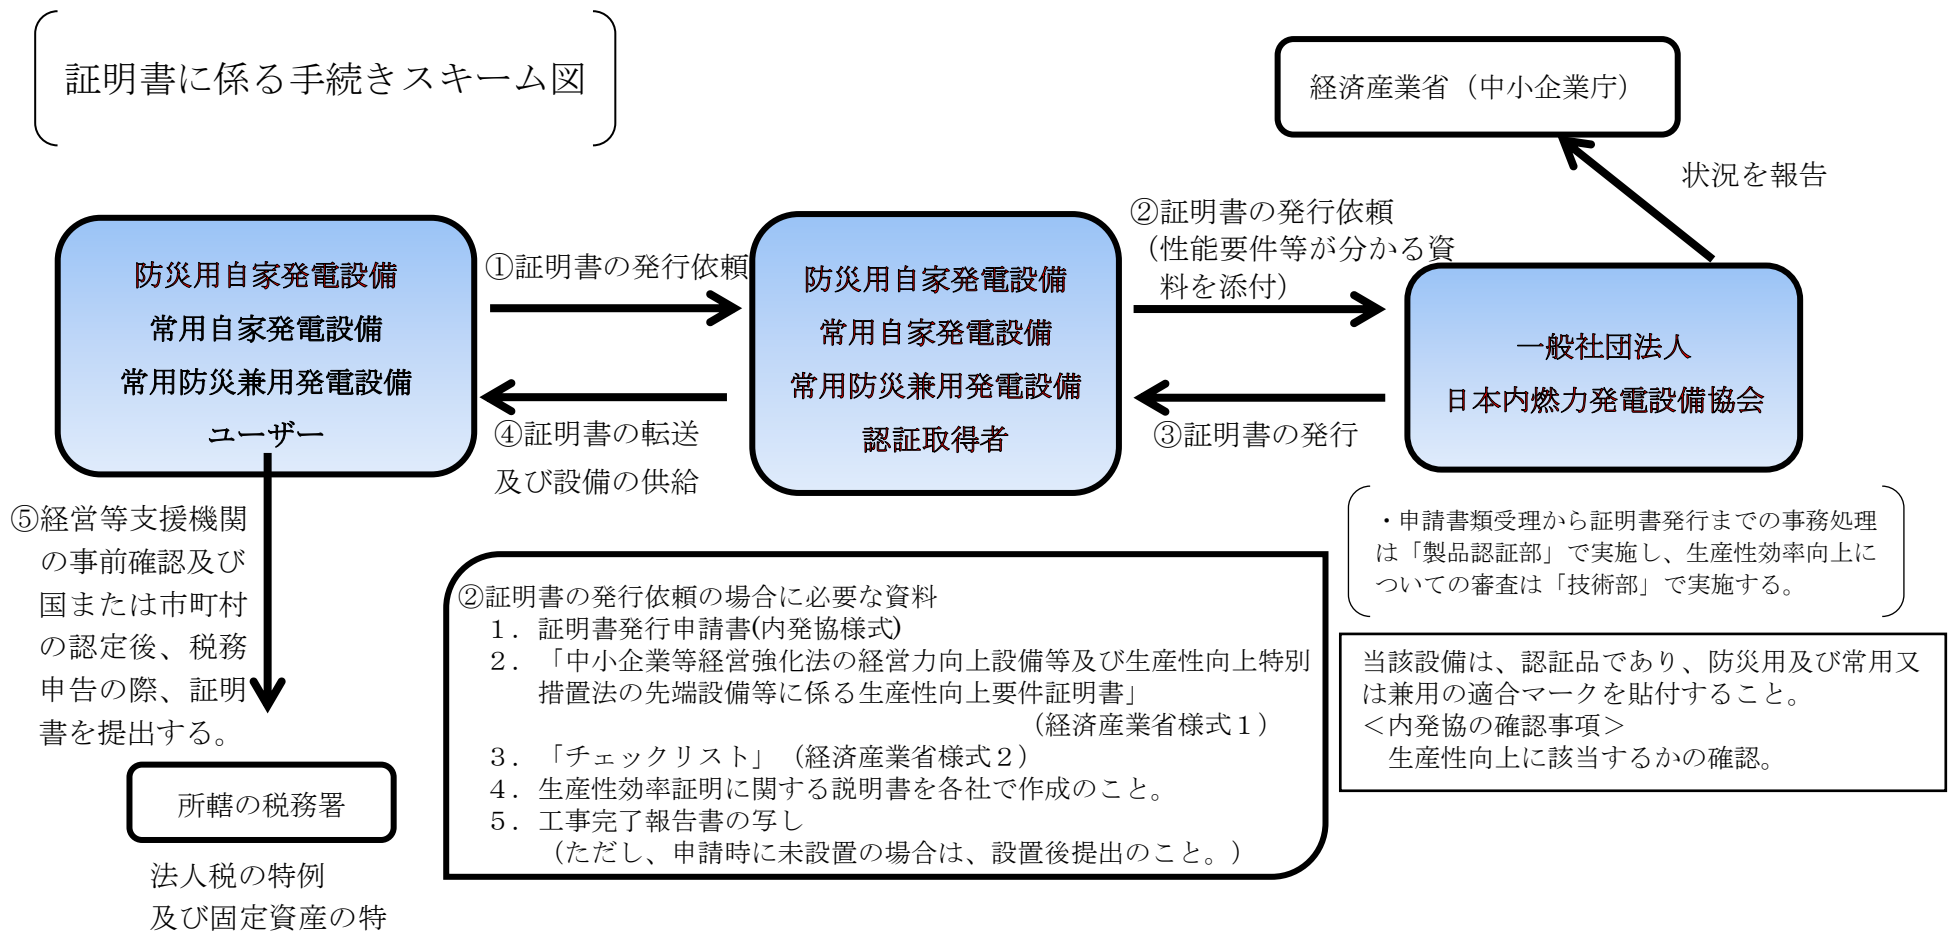 証明書に係る手続きスキーム図
経済産業省（中小企業庁）
状況を報告
防災用自家発電設備
常用自家発電設備
常用防災兼用発電設備
ユーザー
①証明書の発行依頼
④証明書の転送
及び設備の供給
防災用自家発電設備
常用自家発電設備
常用防災兼用発電設備
認証取得者
②証明書の発行依頼
（性能要件等が分かる資
料を添付）
③証明書の発行
一般社団法人
日本内燃力発電設備協会
・申請書類受理から証明書発行までの事務処理
は「製品認証部」で実施し、生産性効率向上に
ついての審査は「技術部」で実施する。
⑤経営等支援機関
の事前確認及び
国または市町村
の認定後、税務
申告の際、証明
書を提出する。
所轄の税務署
法人税の特例
及び固定資産の特
②証明書の発行依頼の場合に必要な資料
１．証明書発行申請書(内発協様式)
２．「中小企業等経営強化法の経営力向上設備等及び生産性向上特別
措置法の先端設備等に係る生産性向上要件証明書」
（経済産業省様式１）
３．「チェックリスト」（経済産業省様式２）
４．生産性効率証明に関する説明書を各社で作成のこと。
５．工事完了報告書の写し
（ただし、申請時に未設置の場合は、設置後提出のこと。）
当該設備は、認証品であり、防災用及び常用又
は兼用の適合マークを貼付すること。
＜内発協の確認事項＞
生産性向上に該当するかの確認。